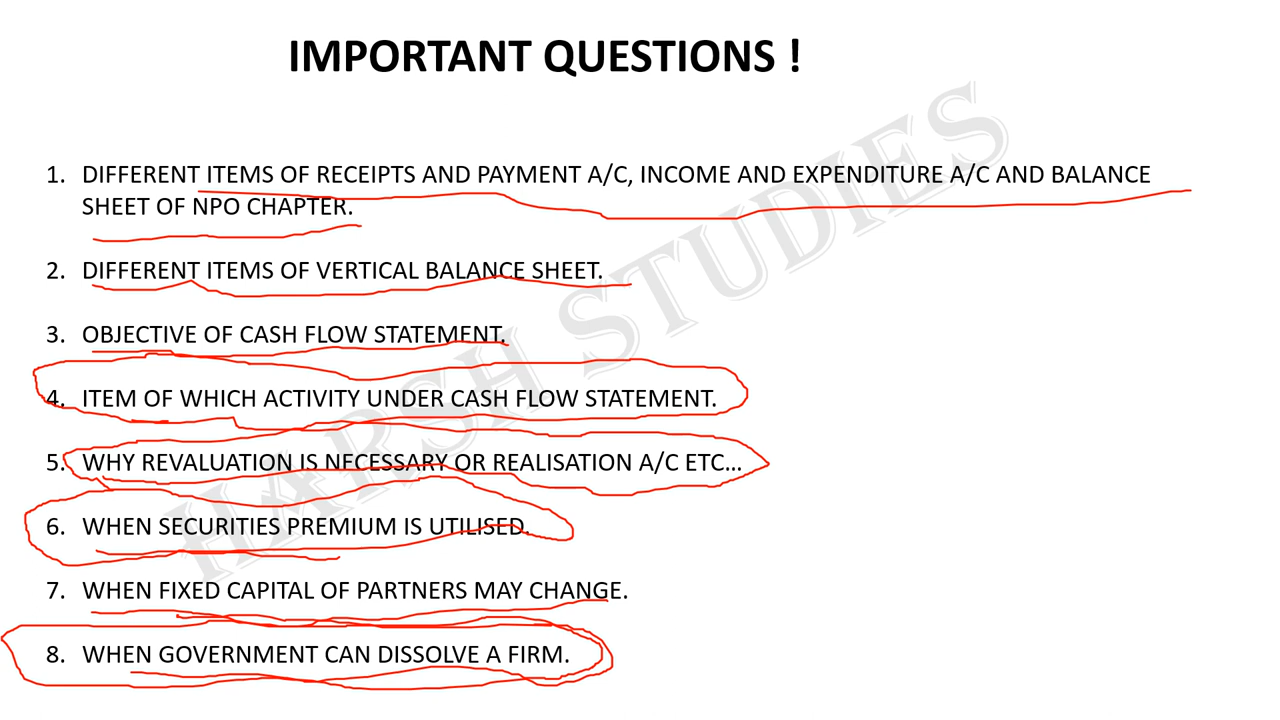 IMPORTANT QUESTIONS !
1. DIFFERENT ITEMS OF RECEIPTS AND PAYMENT A/C, INCOME AND EXPENDITURE A/C AND BALANCE
SHEET OF NPO CHAPTER.
2. DIFFERENT ITEMS OF VERTICAL BALANCE SHEET.
3. OBJECTIVE OF CASH FLOW STATEMENT.
4. ITEM OF WHICH ACTIVITY UNDER CASH FLOW STATEMENT.
5. WHY REVALUATION IS NECESSARY OR REALISATION A/C ETC...
6. WHEN SECURITIES PREMIUM IS UTILISED.
7. WHEN FIXED CAPITAL OF PARTNERS MAY CHANGE.
8. WHEN GOVERNMENT CAN DISSOLVE A FIRM.
HARSH STUDIES